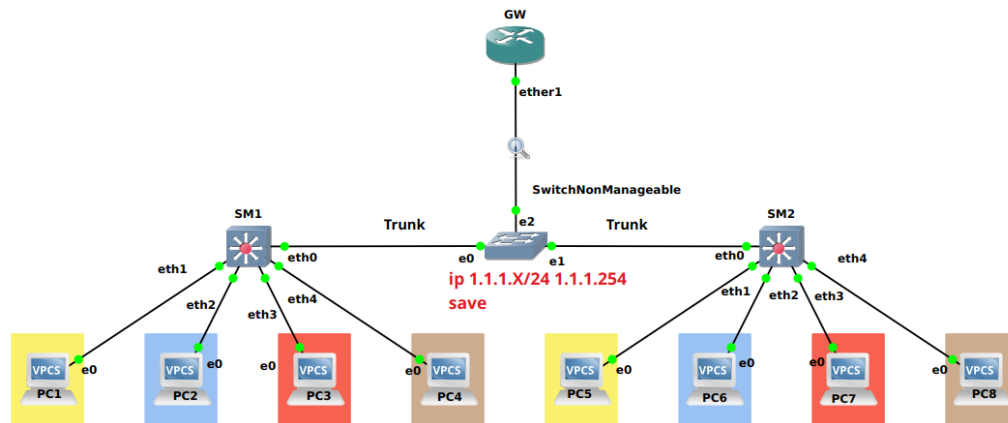 GW
ether1
SwitchNonManageable
SM1
Trunk
e2
Trunk
SM2
eth0
e0
e1
eth0
eth4
eth1
eth2
eth3
eth4
ip 1.1.1.X/24 1.1.1.254
save
eth1
eth2
eth3
VPCS
e0
PC1
VPCS
e0
PC2
VPCS
e0
PC3
VPCS
e0
PC4
VPCS
e0
PC5
VPCS
e0
PC6
VPCS
e0
PC7
VPCS
e0
PC8